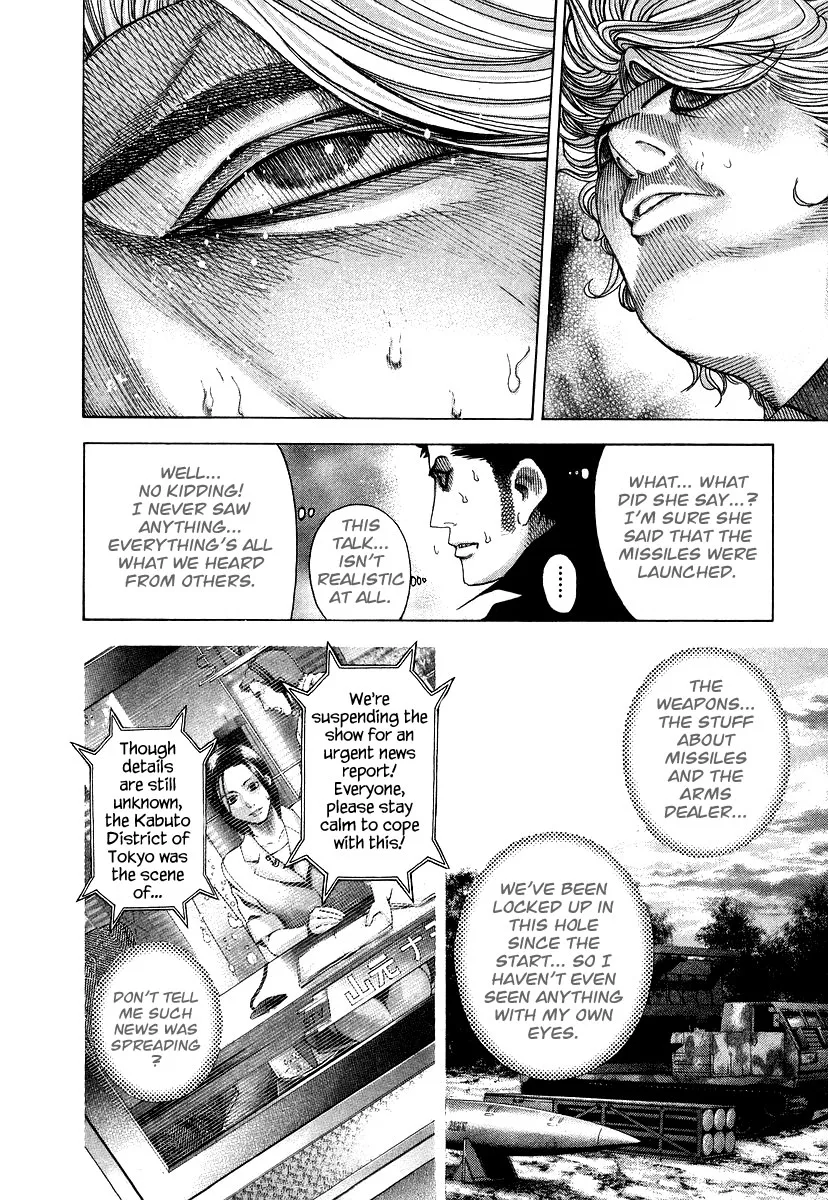 WHAT... WHAT
DID SHE SAY...?
I'M SURE SHE
SAID THAT THE
MISSILES WERE
LAUNCHED.
......
THIS
TALK...
ISN'T
REALISTIC
AT ALL.
WELL...
NO KIDDING!
I NEVER SAW
ANYTHING...
EVERYTHING'S ALL
WHAT WE HEARD
FROM OTHERS.
THE
WEAPONS...
THE STUFF
ABOUT
MISSILES
AND THE
ARMS
DEALER...
WE'VE BEEN
LOCKED UP IN
THIS HOLE
SINCE THE
START... SO I
HAVEN'T EVEN
SEEN ANYTHING
WITH MY OWN
EYES.
We're
suspending the
show for an
urgent news
report!
Everyone,
please stay
calm to cope
with this!
Though
details
are still
unknown,
the Kabuto
District of
Tokyo was
the scene
of...
山元ナ
DON'T TELL
ME SUCH
NEWS WAS
SPREADING
?